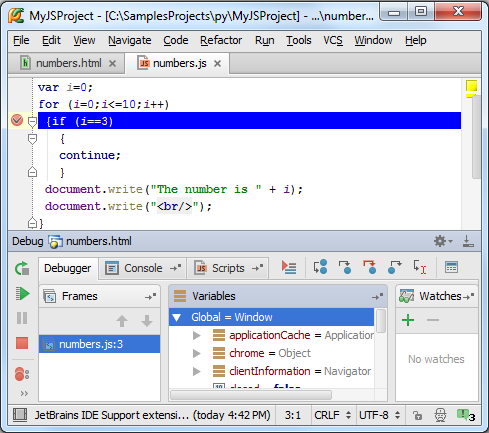 MyJSProject - [C:\SamplesProjects\py\MyJSProject] - ...\number...
File Edit View Navigate Code Refactor Run Tools VCS Window Help
numbers.html numbers.js
var i=0;
for (i=0;i<=10;i++)
{if (i==3)
{
continue;
}
document.write("The number is " + i);
document.write("<br/>");
}
Debug numbers.html
Debugger Console Scripts
Frames Variables Watches
numbers.js:3
Global = Window
applicationCache = Application
chrome = Object
clientInformation = Navigator
closed = false
No watches
JetBrains IDE Support extensi... (today 4:42 PM) 3:1 CRLF UTF-8 3